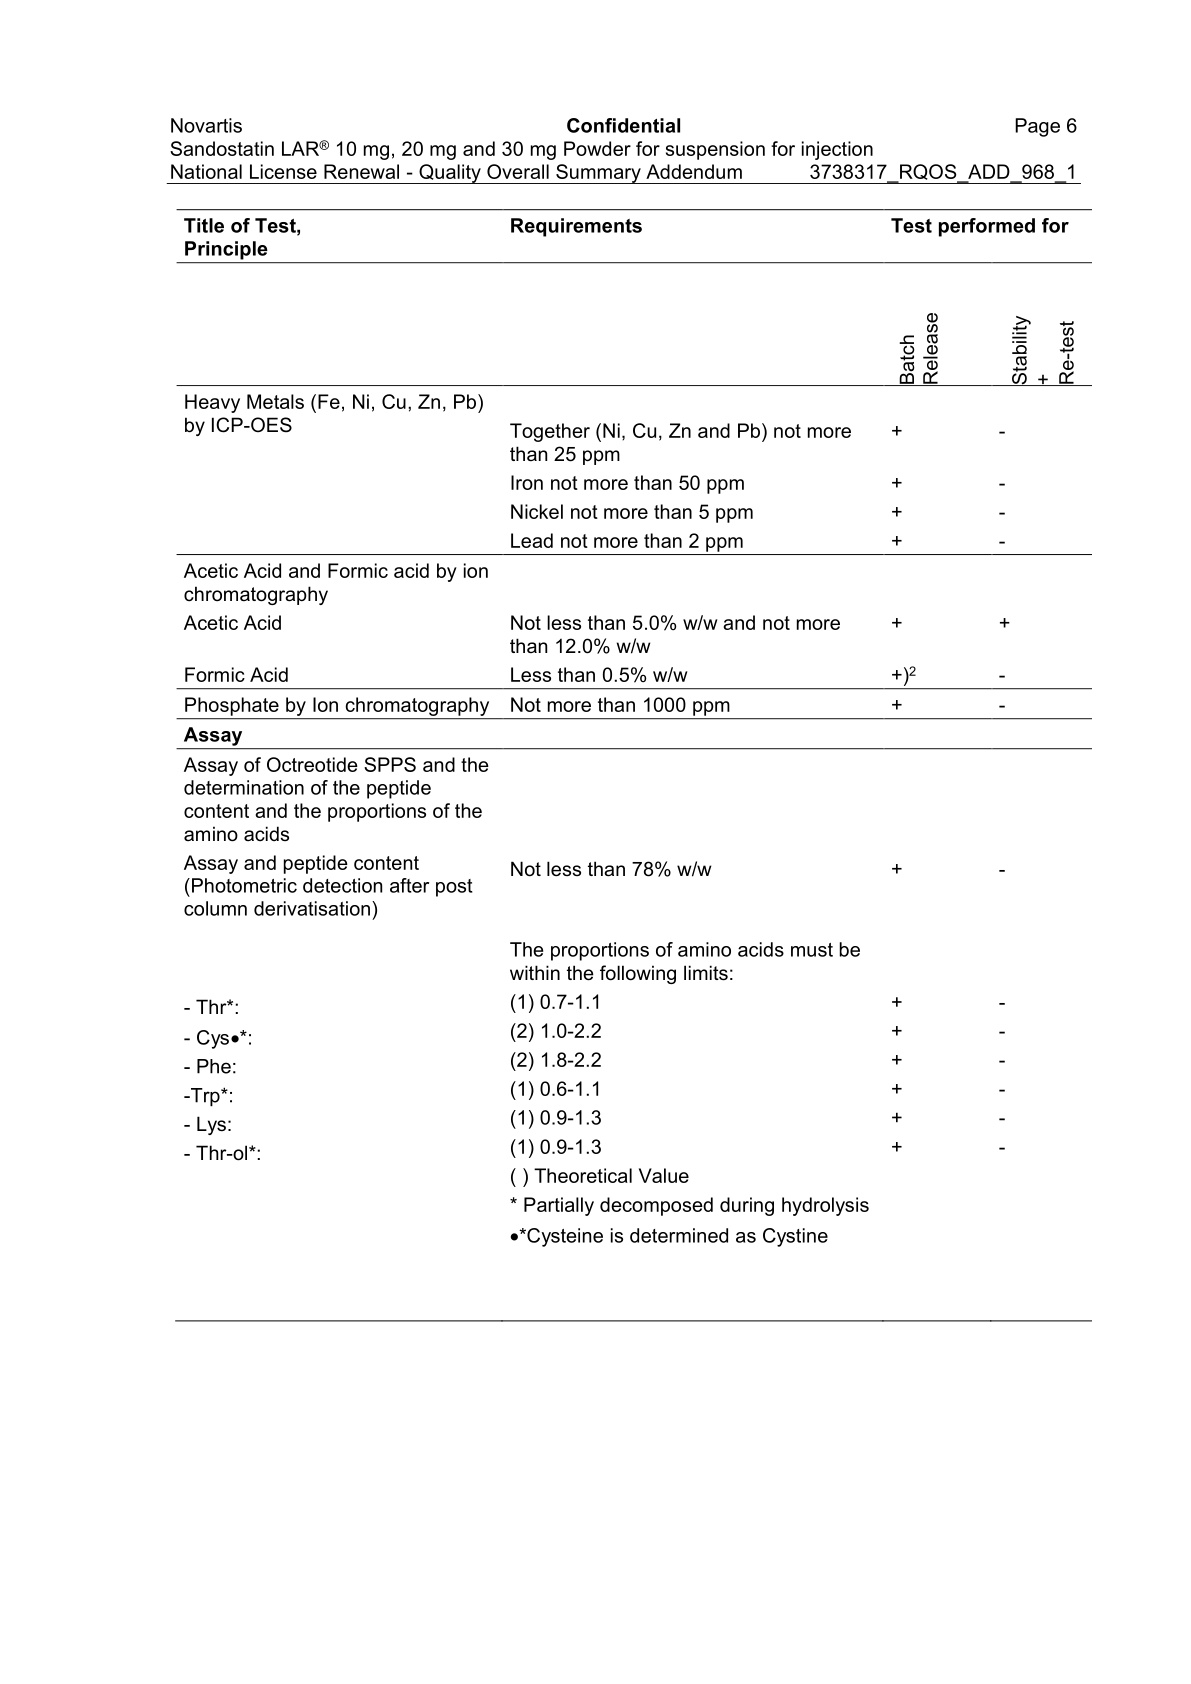 Novartis Confidential Page 6
Sandostatin LAR® 10 mg, 20 mg and 30 mg Powder for suspension for injection
National License Renewal - Quality Overall Summary Addendum 3738317_RQOS_ADD_968_1
Title of Test, Requirements Test performed for
Principle
Batch
Release
Stability
+
Re-test
Heavy Metals (Fe, Ni, Cu, Zn, Pb)
by ICP-OES
Together (Ni, Cu, Zn and Pb) not more + -
than 25 ppm
Iron not more than 50 ppm + -
Nickel not more than 5 ppm + -
Lead not more than 2 ppm + -
Acetic Acid and Formic acid by ion
chromatography
Acetic Acid Not less than 5.0% w/w and not more + +
than 12.0% w/w
Formic Acid Less than 0.5% w/w +)² -
Phosphate by Ion chromatography Not more than 1000 ppm + -
Assay
Assay of Octreotide SPPS and the
determination of the peptide
content and the proportions of the
amino acids
Assay and peptide content Not less than 78% w/w + -
(Photometric detection after post
column derivatisation)
The proportions of amino acids must be
within the following limits:
- Thr*: (1) 0.7-1.1 + -
- Cys•*: (2) 1.0-2.2 + -
- Phe: (2) 1.8-2.2 + -
-Trp*: (1) 0.6-1.1 + -
- Lys: (1) 0.9-1.3 + -
- Thr-ol*: (1) 0.9-1.3 + -
( ) Theoretical Value
* Partially decomposed during hydrolysis
•*Cysteine is determined as Cystine